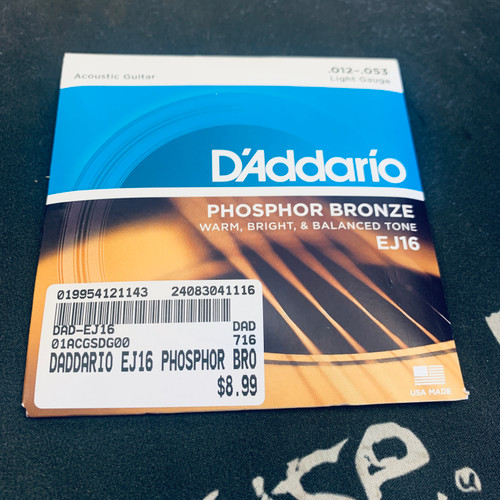 Acoustic Guitar
.012–.053
Light Gauge
D'Addario
PHOSPHOR BRONZE
WARM, BRIGHT, & BALANCED TONE
EJ16
019954121143 24083041116
DAD-EJ16 DAD
01ACGSDG00 716
DADDARIO EJ16 PHOSPHOR BRO
$8.99
USA MADE